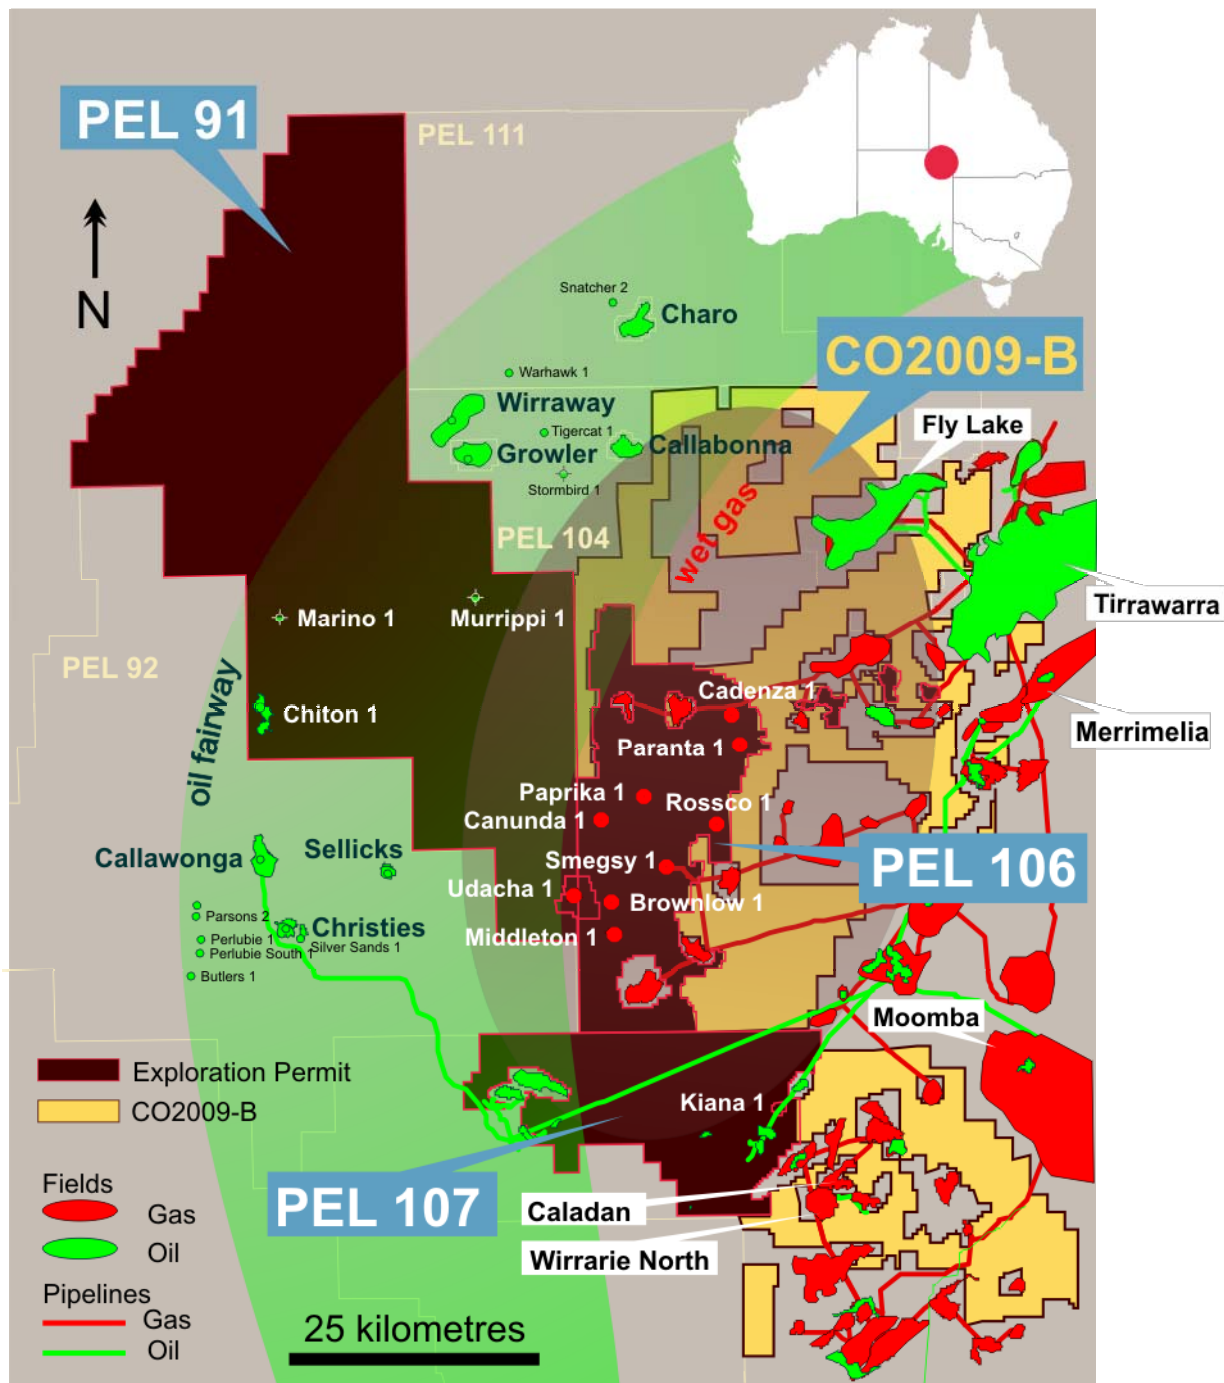 PEL 91
PEL 111
N
Snatcher 2
Charo
CO2009-B
Warhawk 1
Wirraway
Fly Lake
Tigercat 1
Callabonna
Growler
Stormbird 1
wet gas
PEL 104
Tirrawarra
Marino 1
Murrippi 1
PEL 92
oil fairway
Cadenza 1
Chiton 1
Merrimelia
Paranta 1
Paprika 1
Rossco 1
Canunda 1
Callawonga
Sellicks
Smegsy 1
PEL 106
Udacha 1
Brownlow 1
Parsons 2
Christies
Perlubie 1
Silver Sands 1
Middleton 1
Perlubie South 1
Butlers 1
Moomba
Exploration Permit
CO2009-B
Kiana 1
Fields
Gas
Oil
PEL 107
Caladan
Wirrarie North
Pipelines
Gas
Oil
25 kilometres